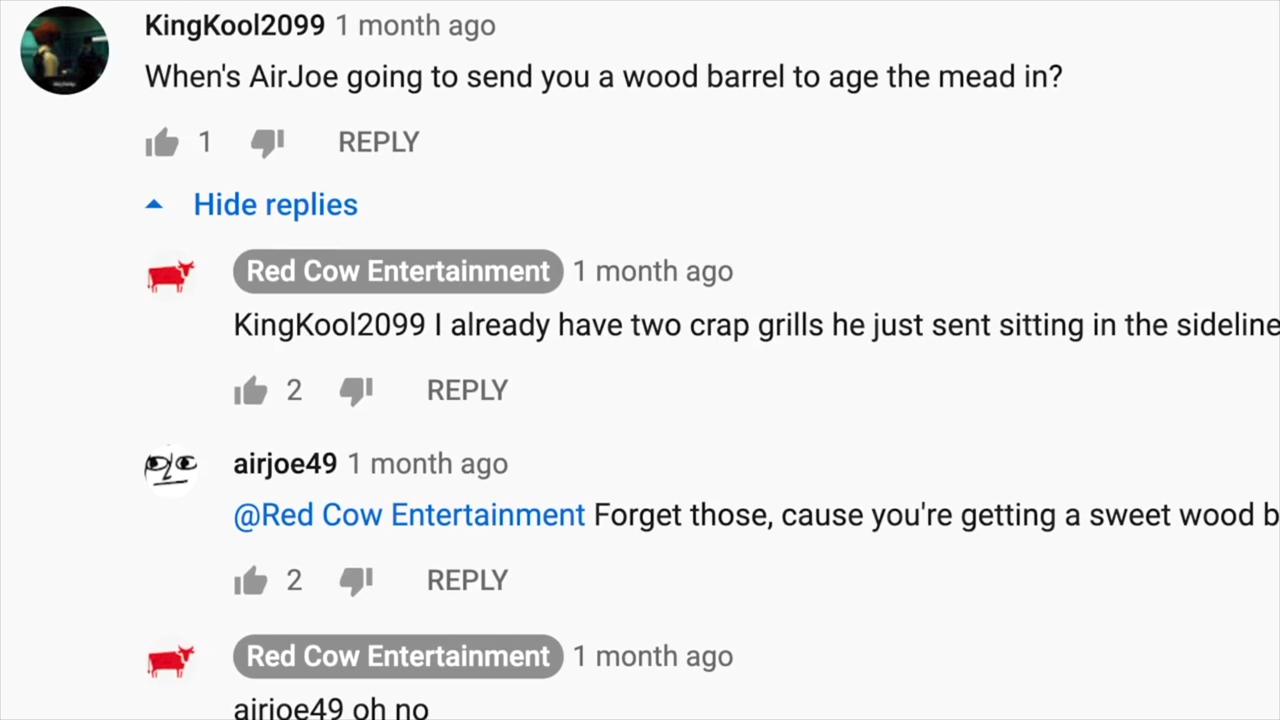 KingKool2099 1 month ago
When's AirJoe going to send you a wood barrel to age the mead in?
1 REPLY
Hide replies
Red Cow Entertainment 1 month ago
KingKool2099 I already have two crap grills he just sent sitting in the sideline
2 REPLY
airjoe49 1 month ago
@Red Cow Entertainment Forget those, cause you're getting a sweet wood b
2 REPLY
Red Cow Entertainment 1 month ago
airjoe49 oh no